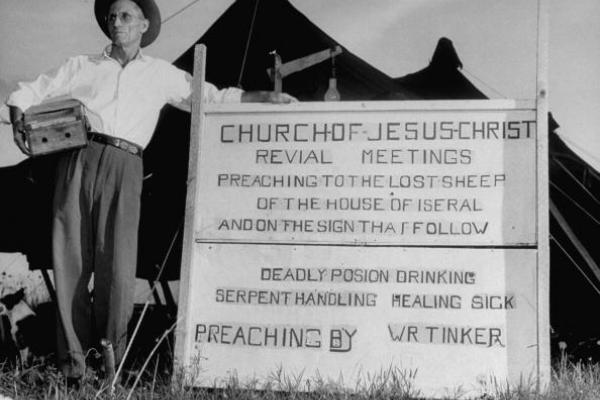 CHURCH-OF-JESUS-CHRIST
REVIAL MEETINGS
PREACHING TO THE LOST SHEEP
OF THE HOUSE OF ISERAL
AND ON THE SIGN THAT FOLLOW
DEADLY POSION DRINKING
SERPENT HANDLING HEALING SICK
PREACHING BY WR TINKER